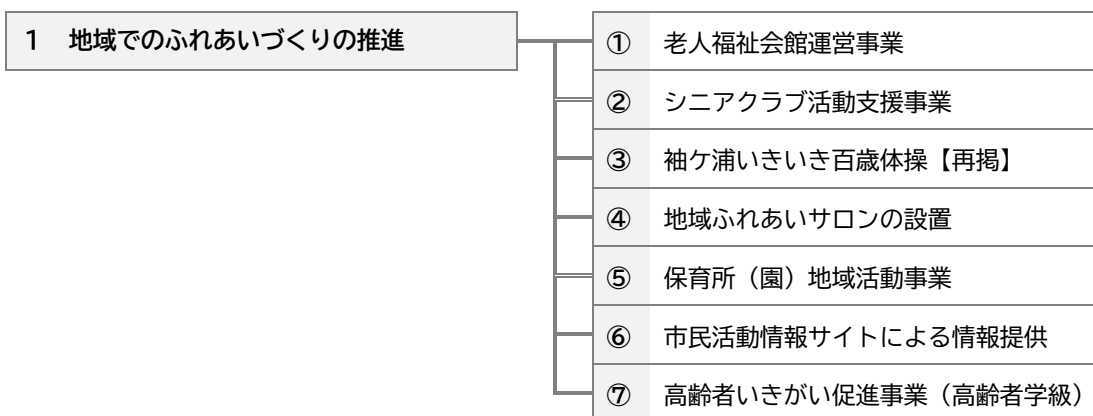 1 地域でのふれあいづくりの推進
① 老人福祉会館運営事業
② シニアクラブ活動支援事業
③ 袖ケ浦いきいき百歳体操【再掲】
④ 地域ふれあいサロンの設置
⑤ 保育所（園）地域活動事業
⑥ 市民活動情報サイトによる情報提供
⑦ 高齢者いきがい促進事業（高齢者学級）